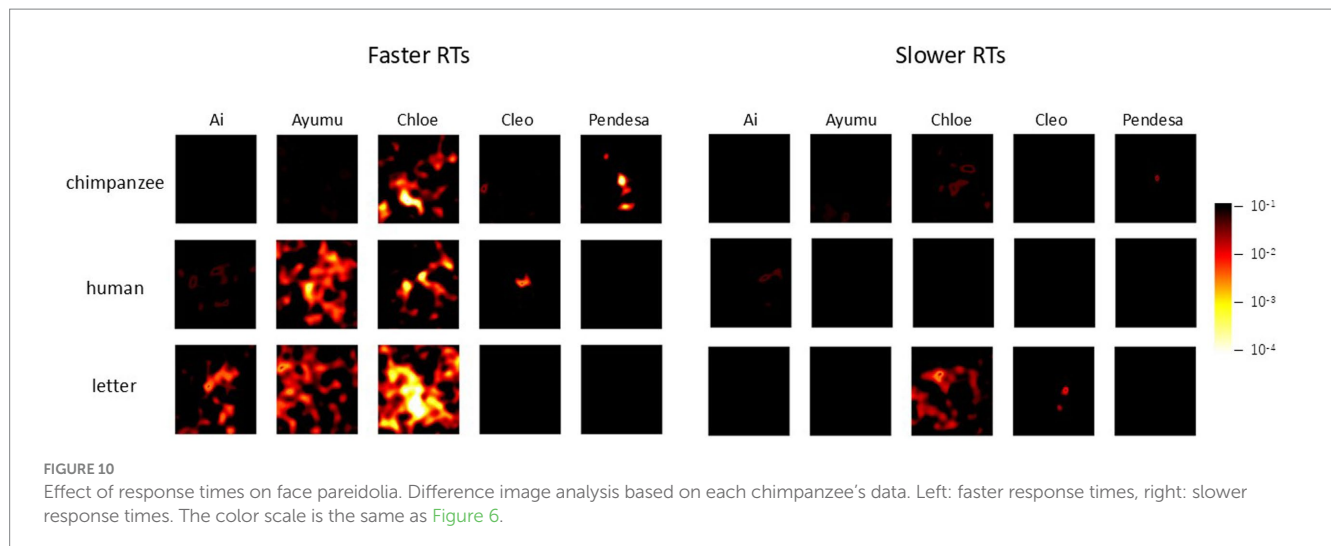 Faster RTs
Slower RTs
Ai Ayumu Chloe Cleo Pendesa
Ai Ayumu Chloe Cleo Pendesa
chimpanzee
human
letter
10⁻¹
10⁻²
10⁻³
10⁻⁴
FIGURE 10
Effect of response times on face pareidolia. Difference image analysis based on each chimpanzee’s data. Left: faster response times, right: slower
response times. The color scale is the same as Figure 6.